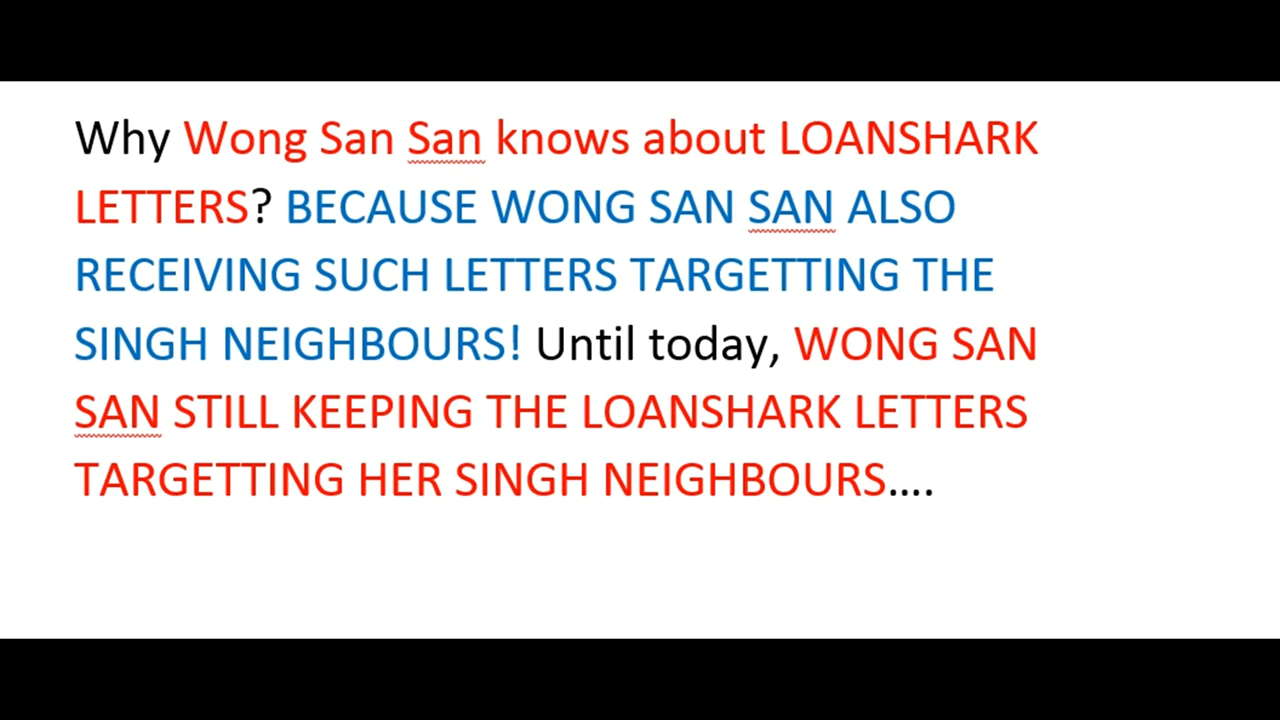 Why Wong San San knows about LOANSHARK
LETTERS? BECAUSE WONG SAN SAN ALSO
RECEIVING SUCH LETTERS TARGETTING THE
SINGH NEIGHBOURS! Until today, WONG SAN
SAN STILL KEEPING THE LOANSHARK LETTERS
TARGETTING HER SINGH NEIGHBOURS....